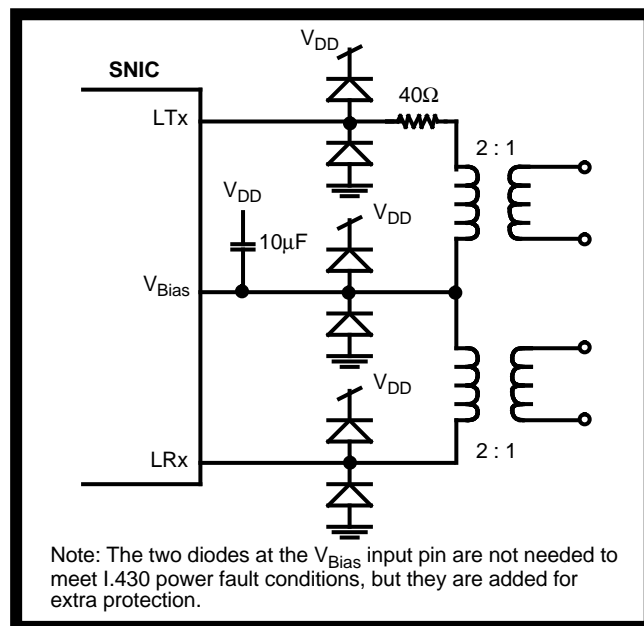 V_DD
SNIC
40Ω
LTx
2 : 1
V_DD
V_DD
10μF
V_Bias
V_DD
LRx
2 : 1
Note: The two diodes at the V_Bias input pin are not needed to
meet I.430 power fault conditions, but they are added for
extra protection.